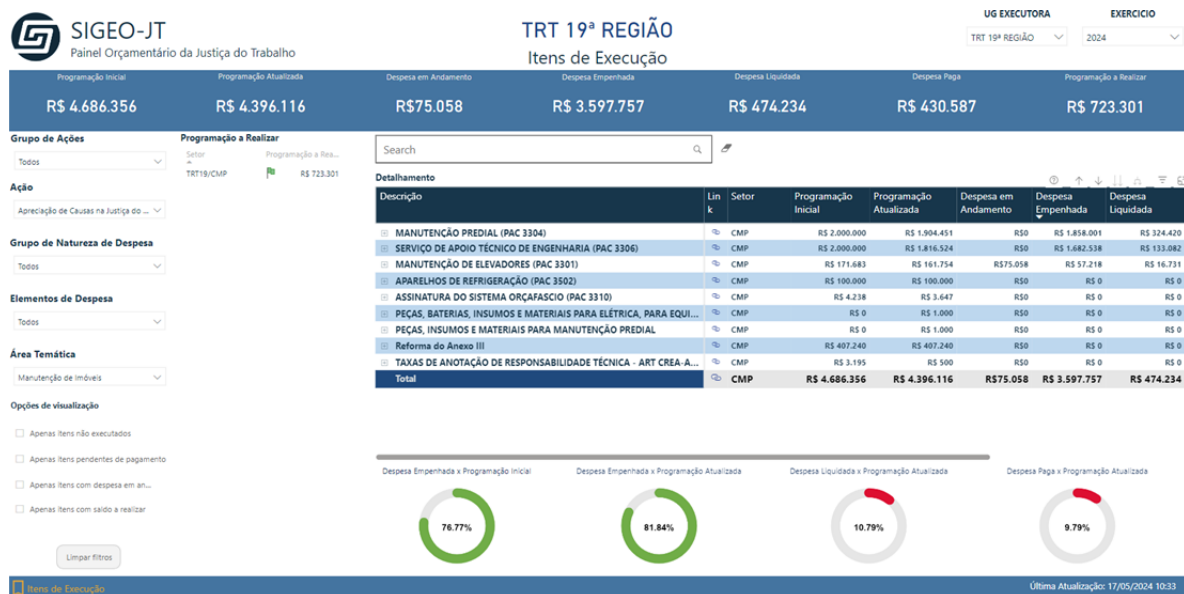 SIGEO-JT
Painel Orçamentário da Justiça do Trabalho
TRT 19ª REGIÃO
Itens de Execução
UG EXECUTORA
TRT 19ª REGIÃO
EXERCICIO
2024
Programação Inicial
R$ 4.686.356
Programação Atualizada
R$ 4.396.116
Despesa em Andamento
R$75.058
Despesa Empenhada
R$ 3.597.757
Despesa Liquidada
R$ 474.234
Despesa Paga
R$ 430.587
Programação a Realizar
R$ 723.301
Grupo de Ações
Todos
Ação
Apreciação de Causas na Justiça do ...
Grupo de Natureza de Despesa
Todos
Elementos de Despesa
Todos
Área Temática
Manutenção de Imóveis
Opções de visualização
Apenas Itens não executados
Apenas Itens pendentes de pagamento
Apenas Itens com despesa em an...
Apenas Itens com saldo a realizar
Limpar filtros
Programação a Realizar
Setor Programação a Rea...
TRT19/CMP R$ 723.301
Search
Detalhamento
Descrição Link Setor Programação Inicial Programação Atualizada Despesa em Andamento Despesa Empenhada Despesa Liquidada
MANUTENÇÃO PREDIAL (PAC 3304) CMP R$ 2.000.000 R$ 1.904.451 R$0 R$ 1.858.001 R$ 324.420
SERVIÇO DE APOIO TÉCNICO DE ENGENHARIA (PAC 3306) CMP R$ 2.000.000 R$ 1.816.524 R$0 R$ 1.682.538 R$ 133.082
MANUTENÇÃO DE ELEVADORES (PAC 3301) CMP R$ 171.683 R$ 161.754 R$75.058 R$ 57.218 R$ 16.731
APARELHOS DE REFRIGERAÇÃO (PAC 3502) CMP R$ 100.000 R$ 100.000 R$0 R$ 0 R$ 0
ASSINATURA DO SISTEMA ORÇAFASCIO (PAC 3310) CMP R$ 4.238 R$ 3.647 R$0 R$ 0 R$ 0
PEÇAS, BATERIAS, INSUMOS E MATERIAIS PARA ELÉTRICA, PARA EQUI... CMP R$ 0 R$ 1.000 R$0 R$ 0 R$ 0
PEÇAS, INSUMOS E MATERIAIS PARA MANUTENÇÃO PREDIAL CMP R$ 0 R$ 1.000 R$0 R$ 0 R$ 0
Reforma do Anexo III CMP R$ 407.240 R$ 407.240 R$0 R$ 0 R$ 0
TAXAS DE ANOTAÇÃO DE RESPONSABILIDADE TÉCNICA - ART CREA-A... CMP R$ 3.195 R$ 500 R$0 R$ 0 R$ 0
Total CMP R$ 4.686.356 R$ 4.396.116 R$75.058 R$ 3.597.757 R$ 474.234
Despesa Empenhada x Programação Inicial
76.77%
Despesa Empenhada x Programação Atualizada
81.84%
Despesa Liquidada x Programação Atualizada
10.79%
Despesa Paga x Programação Atualizada
9.79%
Itens de Execução
Última Atualização: 17/05/2024 10:33